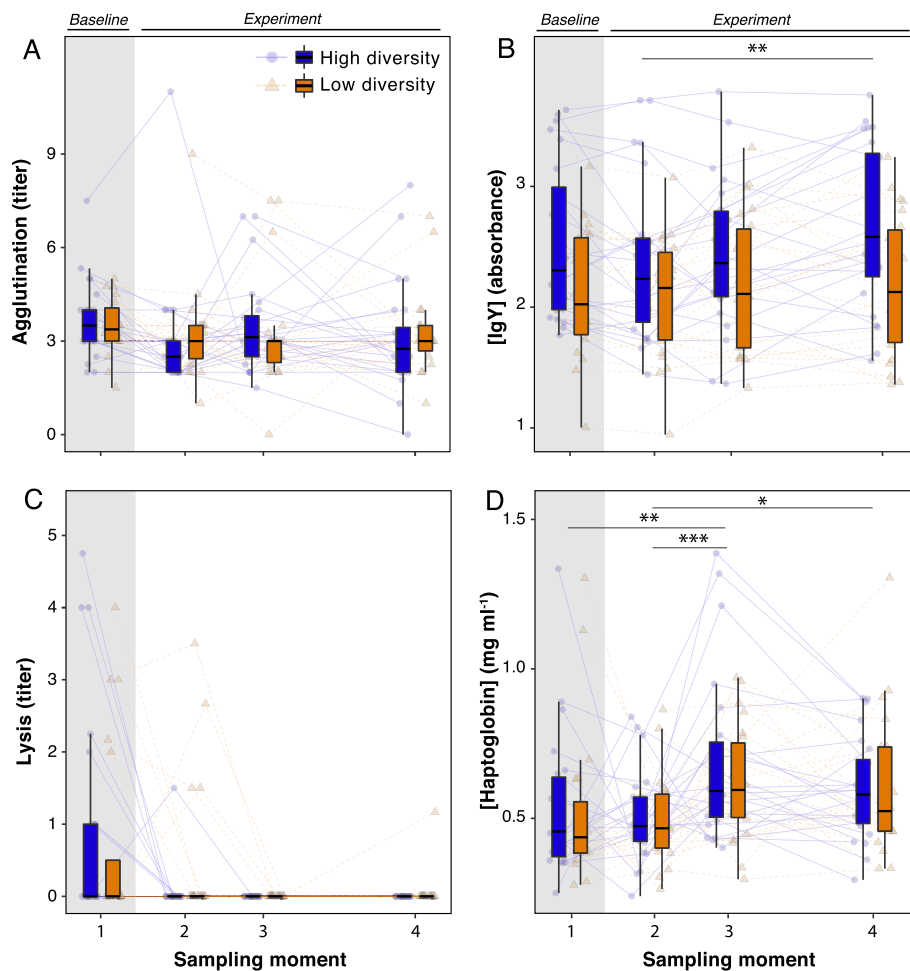 Baseline Experiment Baseline Experiment
A
High diversity
Low diversity
Agglutination (titer)
9
6
3
0
B
**
[IgY] (absorbance)
3
2
1
C
Lysis (titer)
5
4
3
2
1
0
1 2 3 4
Sampling moment
D
*
**
***
[Haptoglobin] (mg ml-1)
1.5
1.0
0.5
1 2 3 4
Sampling moment